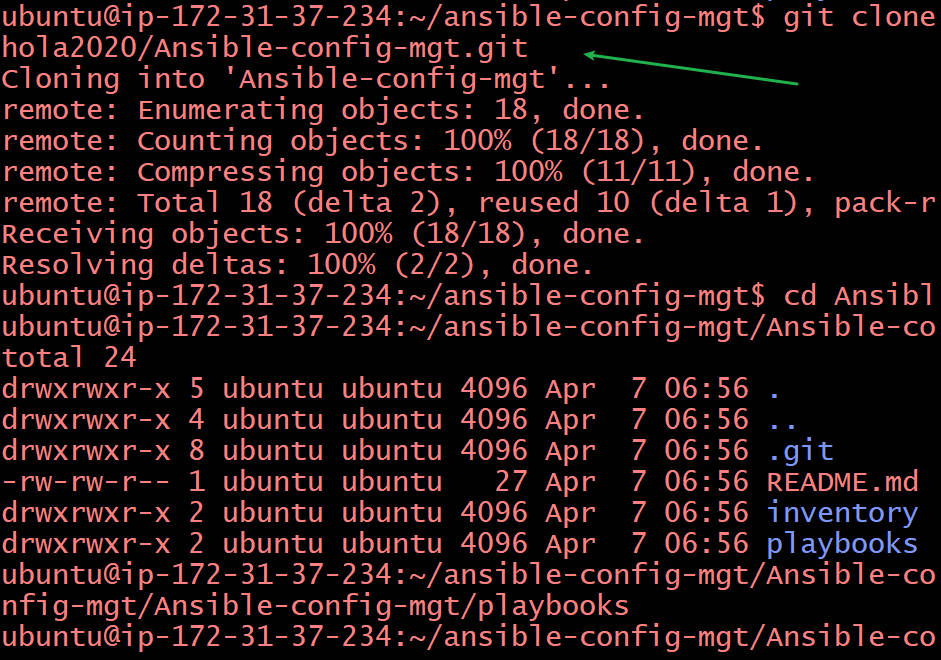 ubuntu@ip-172-31-37-234:~/ansible-config-mgt$ git clone
hola2020/Ansible-config-mgt.git
Cloning into 'Ansible-config-mgt'...
remote: Enumerating objects: 18, done.
remote: Counting objects: 100% (18/18), done.
remote: Compressing objects: 100% (11/11), done.
remote: Total 18 (delta 2), reused 10 (delta 1), pack-r
Receiving objects: 100% (18/18), done.
Resolving deltas: 100% (2/2), done.
ubuntu@ip-172-31-37-234:~/ansible-config-mgt$ cd Ansibl
ubuntu@ip-172-31-37-234:~/ansible-config-mgt/Ansible-co
total 24
drwxrwxr-x 5 ubuntu ubuntu 4096 Apr  7 06:56 .
drwxrwxr-x 4 ubuntu ubuntu 4096 Apr  7 06:56 ..
drwxrwxr-x 8 ubuntu ubuntu 4096 Apr  7 06:56 .git
-rw-rw-r-- 1 ubuntu ubuntu   27 Apr  7 06:56 README.md
drwxrwxr-x 2 ubuntu ubuntu 4096 Apr  7 06:56 inventory
drwxrwxr-x 2 ubuntu ubuntu 4096 Apr  7 06:56 playbooks
ubuntu@ip-172-31-37-234:~/ansible-config-mgt/Ansible-co
nfig-mgt/Ansible-config-mgt/playbooks
ubuntu@ip-172-31-37-234:~/ansible-config-mgt/Ansible-co